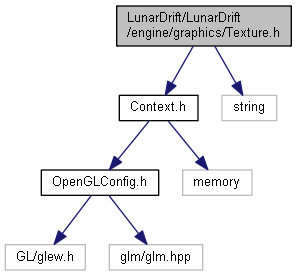 LunarDrift/LunarDrift
/engine/graphics/Texture.h
Context.h
string
OpenGLConfig.h
memory
GL/glew.h
glm/glm.hpp